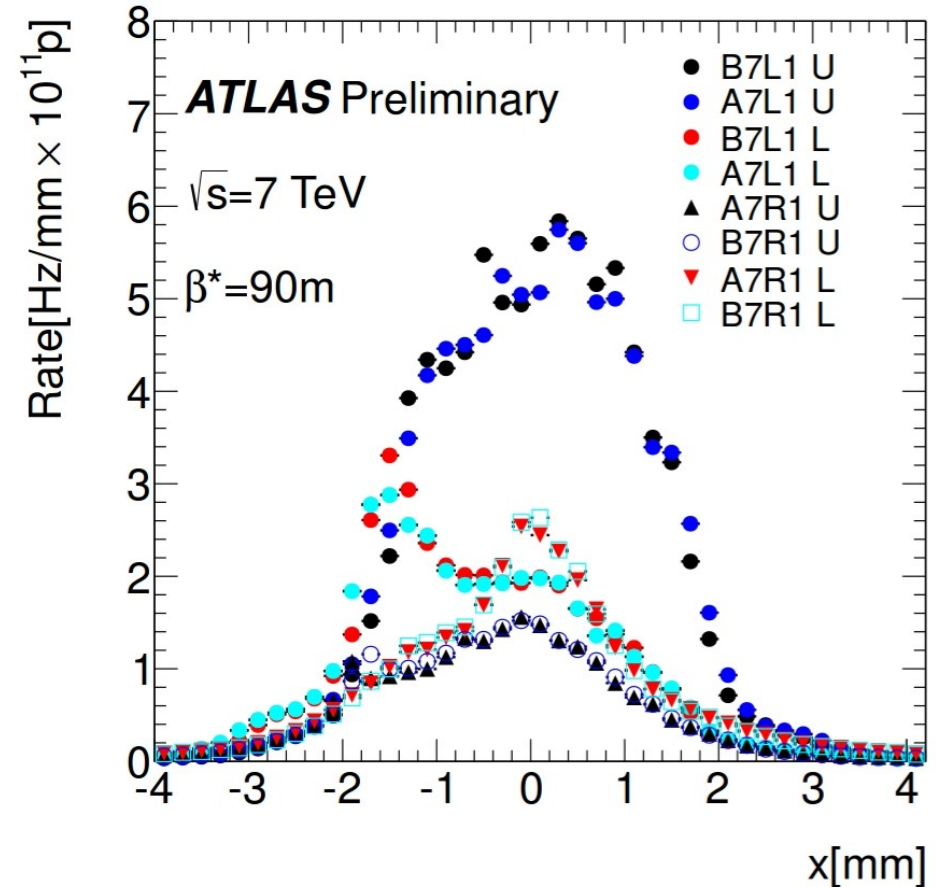 Rate[Hz/mm × 10¹¹p]
8
7
6
5
4
3
2
1
0
ATLAS Preliminary
√s=7 TeV
β*=90m
B7L1 U
A7L1 U
B7L1 L
A7L1 L
A7R1 U
B7R1 U
A7R1 L
B7R1 L
-4 -3 -2 -1 0 1 2 3 4
x[mm]